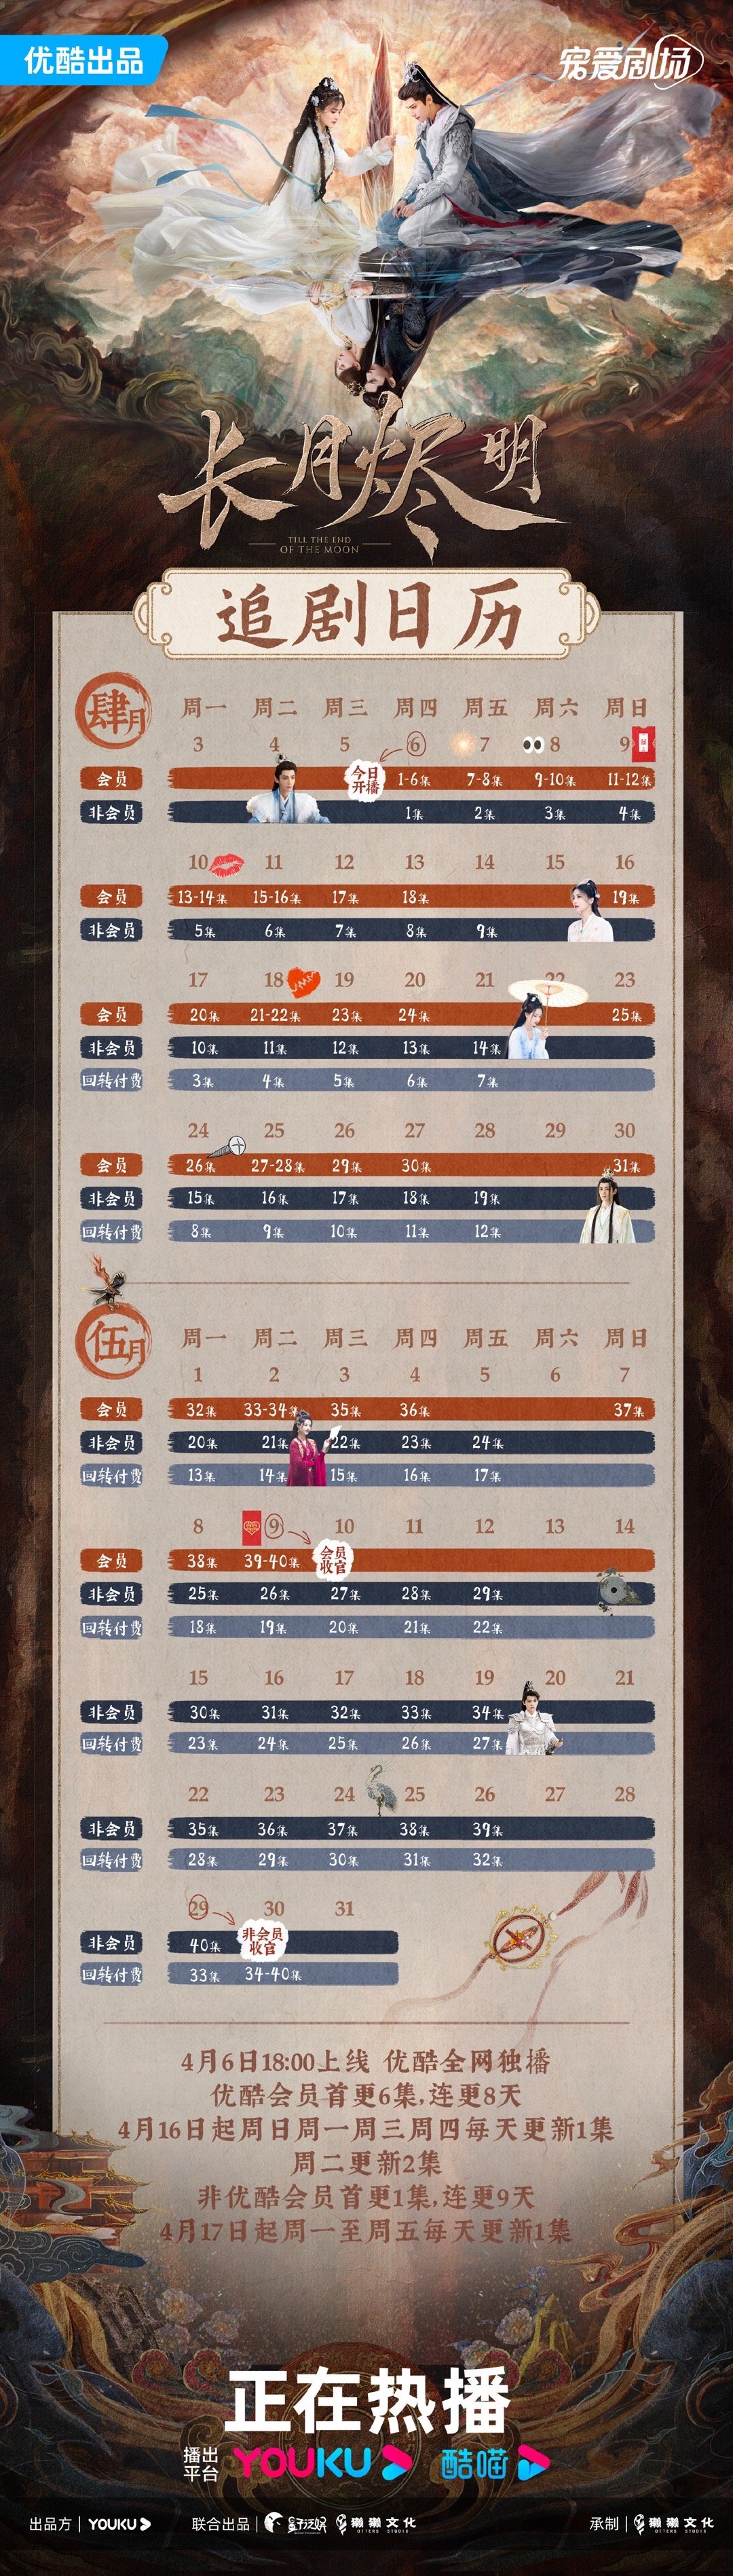 优酷出品
宠爱剧场
长月烬明
TILL THE END
OF THE MOON
追剧日历
肆月
周一 周二 周三 周四 周五 周六 周日
3 4 5 6 7 8 9
会员 今日开播 1-6集 7-8集 9-10集 11-12集
非会员 1集 2集 3集 4集
10 11 12 13 14 15 16
会员 13-14集 15-16集 17集 18集 19集
非会员 5集 6集 7集 8集 9集
17 18 19 20 21 22 23
会员 20集 21-22集 23集 24集 25集
非会员 10集 11集 12集 13集 14集
回转付费 3集 4集 5集 6集 7集
24 25 26 27 28 29 30
会员 26集 27-28集 29集 30集 31集
非会员 15集 16集 17集 18集 19集
回转付费 8集 9集 10集 11集 12集
伍月
周一 周二 周三 周四 周五 周六 周日
1 2 3 4 5 6 7
会员 32集 33-34集 35集 36集 37集
非会员 20集 21集 22集 23集 24集
回转付费 13集 14集 15集 16集 17集
8 9 10 11 12 13 14
会员 38集 39-40集 会员收官
非会员 25集 26集 27集 28集 29集
回转付费 18集 19集 20集 21集 22集
15 16 17 18 19 20 21
非会员 30集 31集 32集 33集 34集
回转付费 23集 24集 25集 26集 27集
22 23 24 25 26 27 28
非会员 35集 36集 37集 38集 39集
回转付费 28集 29集 30集 31集 32集
29 30 31
非会员 40集 非会员收官
回转付费 33集 34-40集
4月6日18:00上线 优酷全网独播
优酷会员首更6集,连更8天
4月16日起周日周一周三周四每天更新1集
周二更新2集
非优酷会员首更1集,连更9天
4月17日起周一至周五每天更新1集
正在热播
播出平台 YOUKU 酷喵
出品方 YOUKU 联合出品 獭獭文化 OTTERS STUDIO 承制 獭獭文化 OTTERS STUDIO